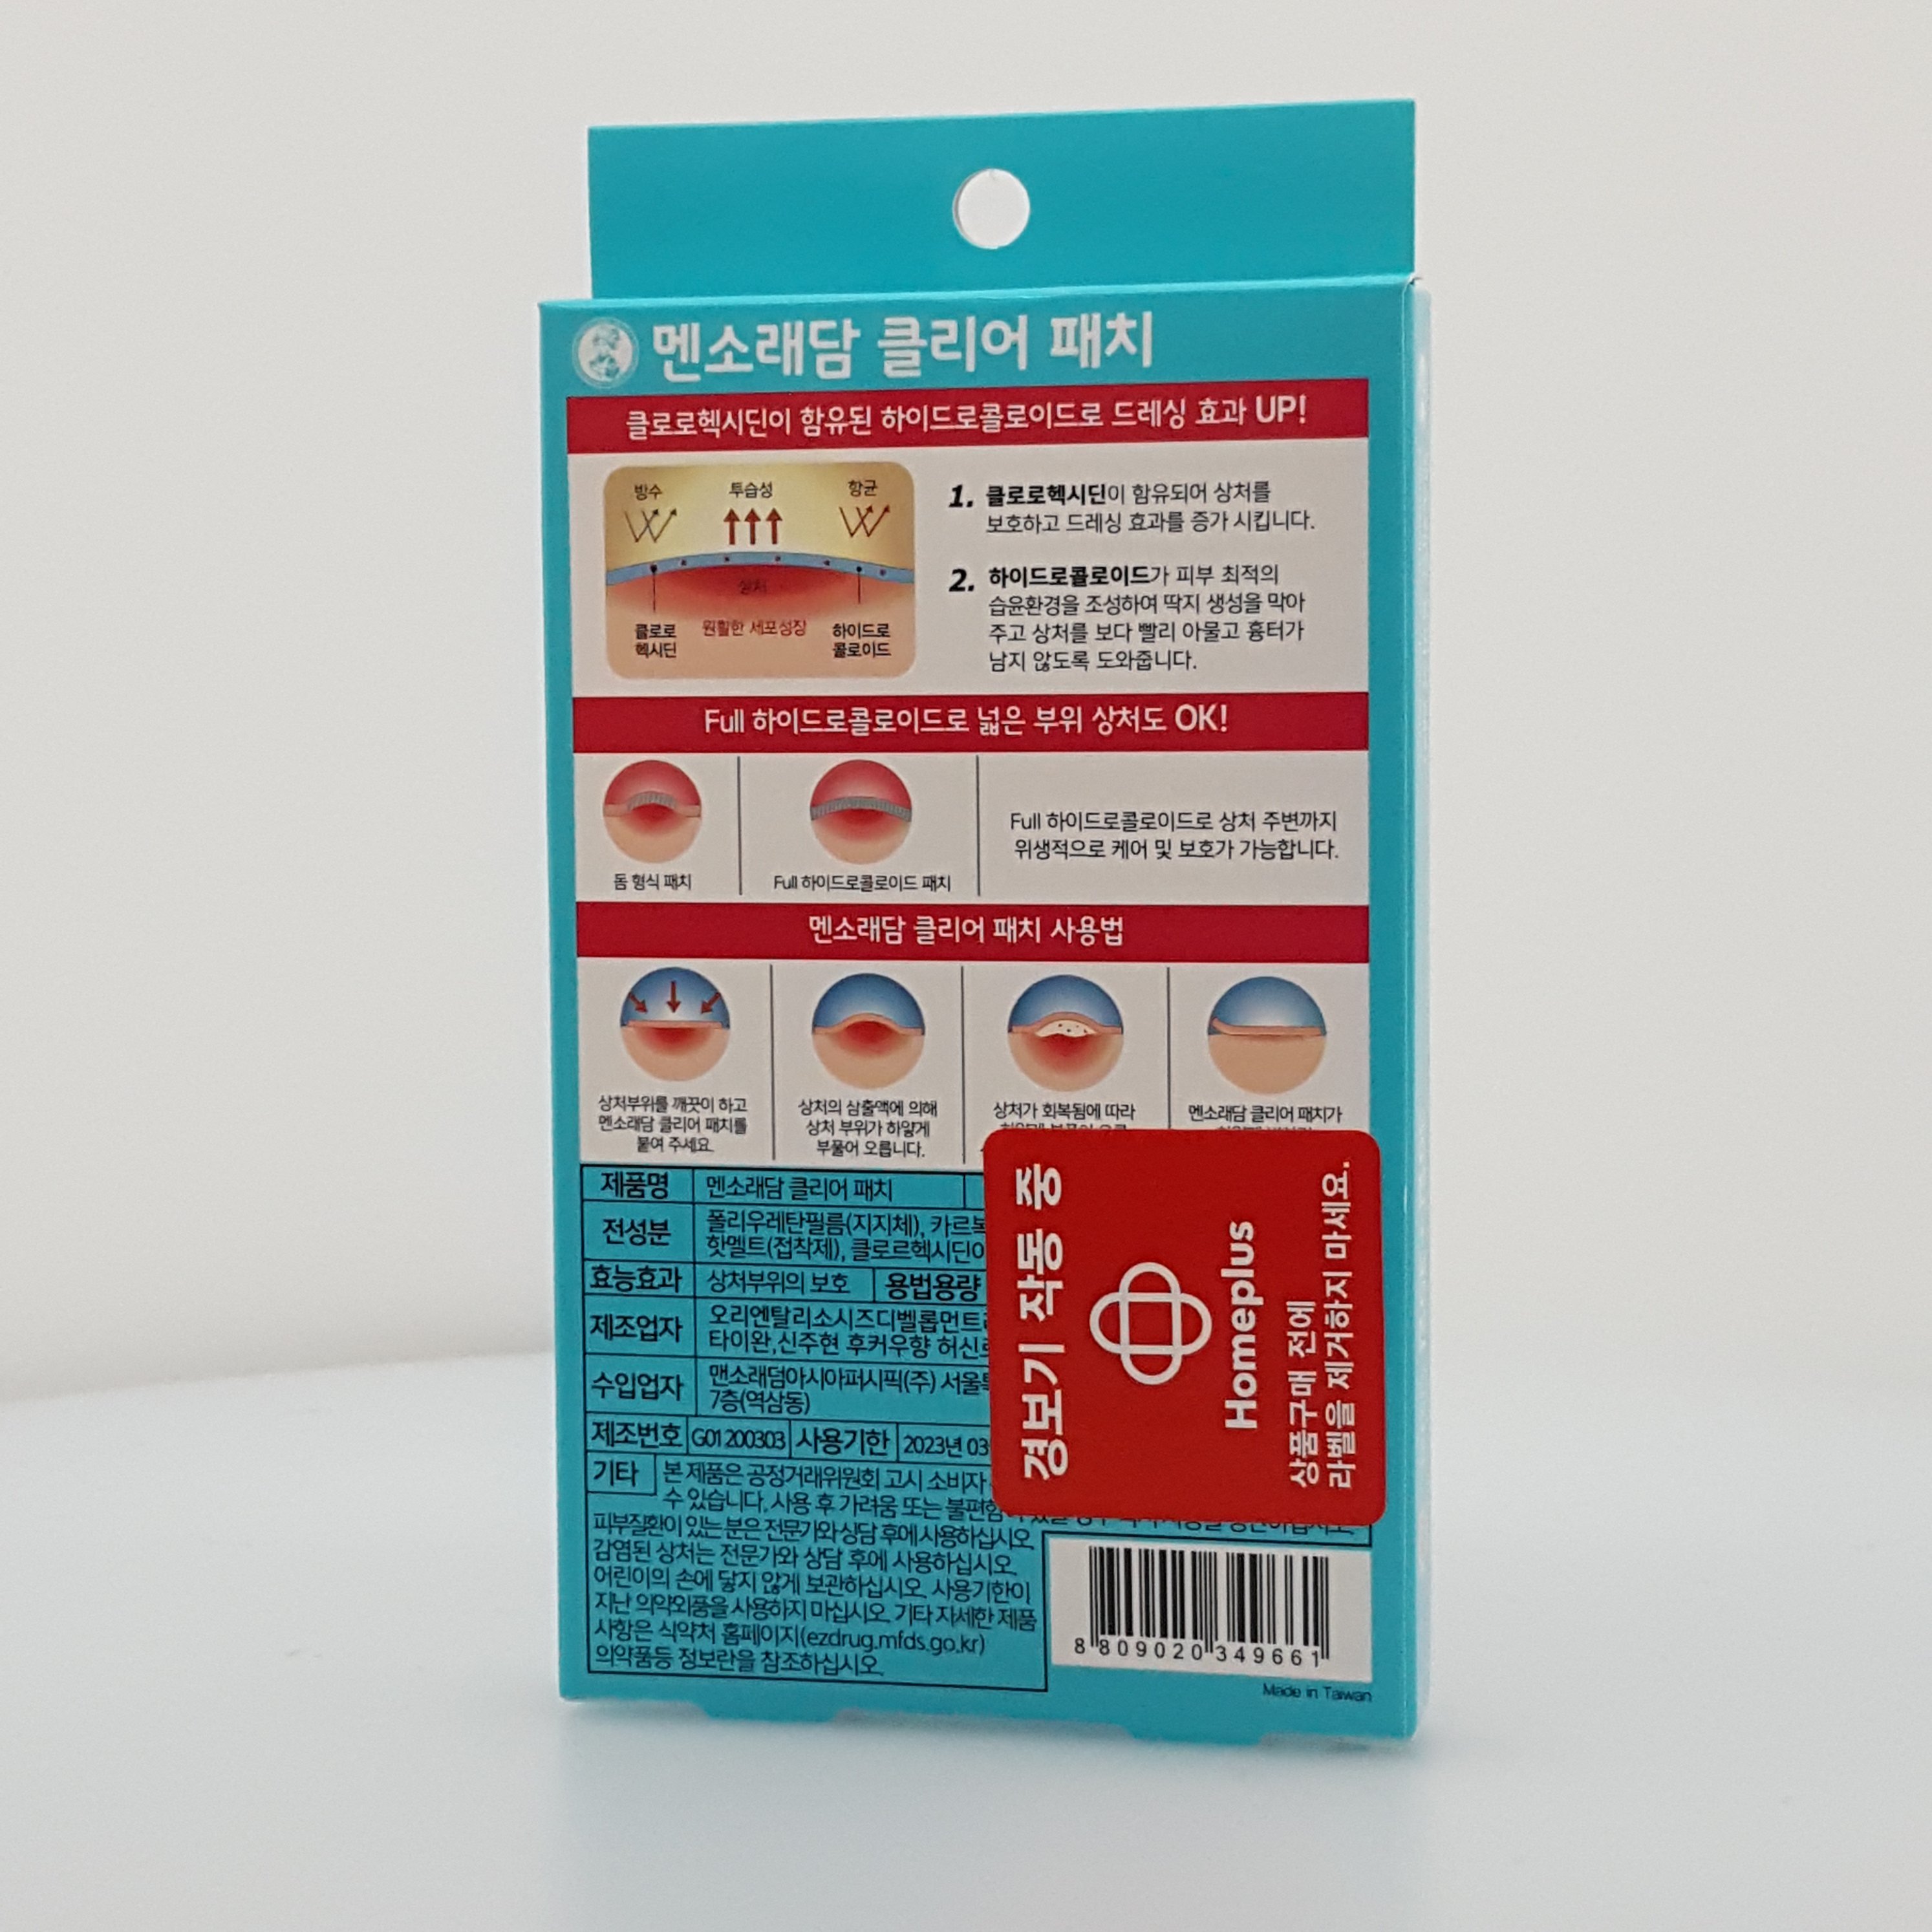 멘소래담 클리어 패치
클로로헥시딘이 함유된 하이드로콜로이드로 드레싱 효과 UP!
방수 투습성 항균
상처
클로로 헥시딘
원활한 세포성장
하이드로 콜로이드
1. 클로로헥시딘이 함유되어 상처를
보호하고 드레싱 효과를 증가 시킵니다.
2. 하이드로콜로이드가 피부 최적의
습윤환경을 조성하여 딱지 생성을 막아
주고 상처를 보다 빨리 아물고 흉터가
남지 않도록 도와줍니다.
Full 하이드로콜로이드로 넓은 부위 상처도 OK!
돔 형식 패치
Full 하이드로콜로이드 패치
Full 하이드로콜로이드로 상처 주변까지
위생적으로 케어 및 보호가 가능합니다.
멘소래담 클리어 패치 사용법
상처부위를 깨끗이 하고
멘소래담 클리어 패치를
붙여 주세요.
상처의 삼출액에 의해
상처 부위가 하얗게
부풀어 오릅니다.
상처가 회복됨에 따라
멘소래담 클리어 패치가
제품명 멘소래담 클리어 패치
전성분 폴리우레탄필름(지지체), 카르복
핫멜트(접착제), 클로르헥시딘아
효능효과 상처부위의 보호 용법용량
제조업자 오리엔탈리소시즈디벨롭먼트
타이완,신주현 후커우향 허신로
수입업자 맨소래덤아시아퍼시픽(주) 서울특
7층(역삼동)
제조번호 G01200303 사용기한 2023년 03
기타 본 제품은 공정거래위원회 고시 소비자
수 있습니다. 사용 후 가려움 또는 불편함
피부질환이 있는 분은 전문가와 상담 후에 사용하십시오.
감염된 상처는 전문가와 상담 후에 사용하십시오.
어린이의 손에 닿지 않게 보관하십시오. 사용기한이
지난 의약외품을 사용하지 마십시오. 기타 자세한 제품
사항은 식약처 홈페이지(ezdrug.mfds.go.kr)
의약품등 정보란을 참조하십시오.
경보기 작동 중
Homeplus
상품구매 전에
라벨을 제거하지 마세요.
8 809020 349661
Made in Taiwan